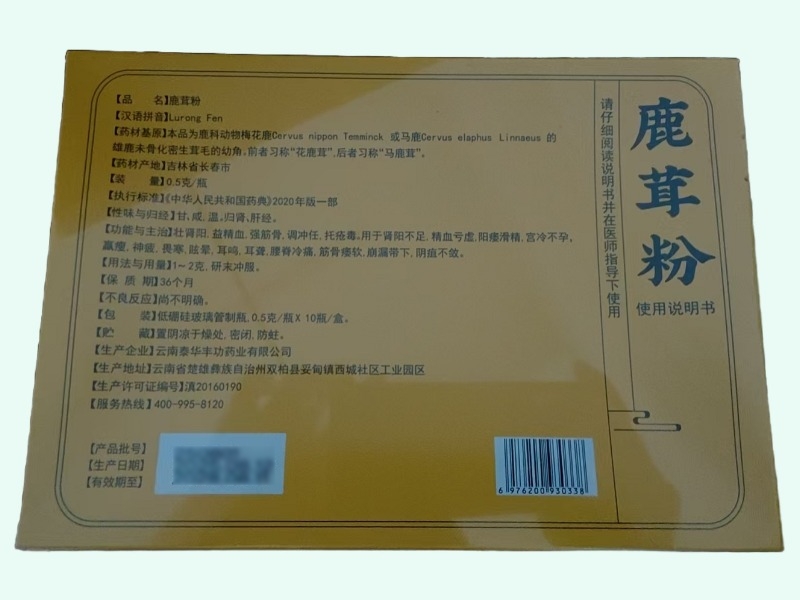 鹿茸粉
使用说明书
请仔细阅读说明书并在医师指导下使用
【品　　名】鹿茸粉
【汉语拼音】Lurong Fen
【药材基原】本品为鹿科动物梅花鹿Cervus nippon Temminck 或马鹿Cervus elaphus Linnaeus 的
雄鹿未骨化密生茸毛的幼角,前者习称"花鹿茸",后者习称"马鹿茸"。
【药材产地】吉林省长春市
【装　　量】0.5克/瓶
【执行标准】《中华人民共和国药典》2020年版一部
【性味与归经】甘、咸,温。归肾、肝经。
【功能与主治】壮肾阳,益精血,强筋骨,调冲任,托疮毒。用于肾阳不足,精血亏虚,阳痿滑精,宫冷不孕,
羸瘦,神疲,畏寒,眩晕,耳鸣,耳聋,腰脊冷痛,筋骨痿软,崩漏带下,阴疽不敛。
【用法与用量】1~2克,研末冲服。
【保 质 期】36个月
【不良反应】尚不明确。
【包　　装】低硼硅玻璃管制瓶,0.5克/瓶X 10瓶/盒。
【贮　　藏】置阴凉干燥处,密闭,防蛀。
【生产企业】云南泰华丰功药业有限公司
【生产地址】云南省楚雄彝族自治州双柏县妥甸镇西城社区工业园区
【生产许可证编号】滇20160190
【服务热线】400-995-8120
【产品批号】
【生产日期】
【有效期至】
6 976200 930338